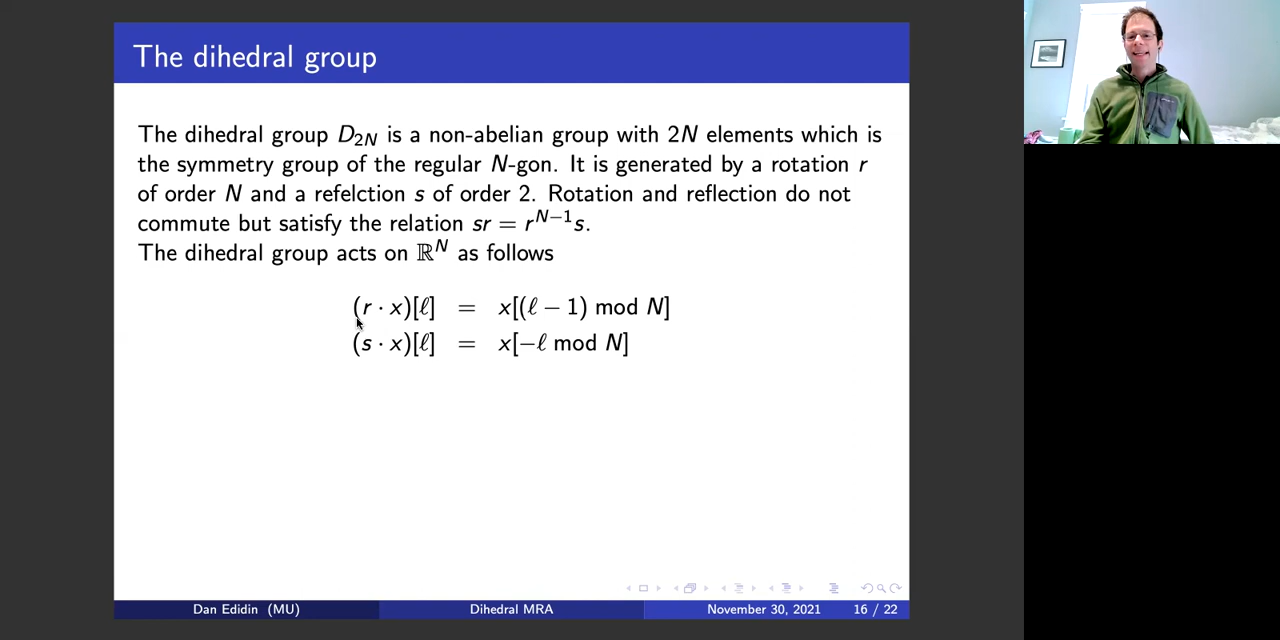 The dihedral group
The dihedral group D_{2N} is a non-abelian group with 2N elements which is
the symmetry group of the regular N-gon. It is generated by a rotation r
of order N and a refelction s of order 2. Rotation and reflection do not
commute but satisfy the relation sr = r^{N−1}s.
The dihedral group acts on ℝ^N as follows
(r · x)[ℓ] = x[(ℓ − 1) mod N]
(s · x)[ℓ] = x[−ℓ mod N]
Dan Edidin (MU) Dihedral MRA November 30, 2021 16 / 22